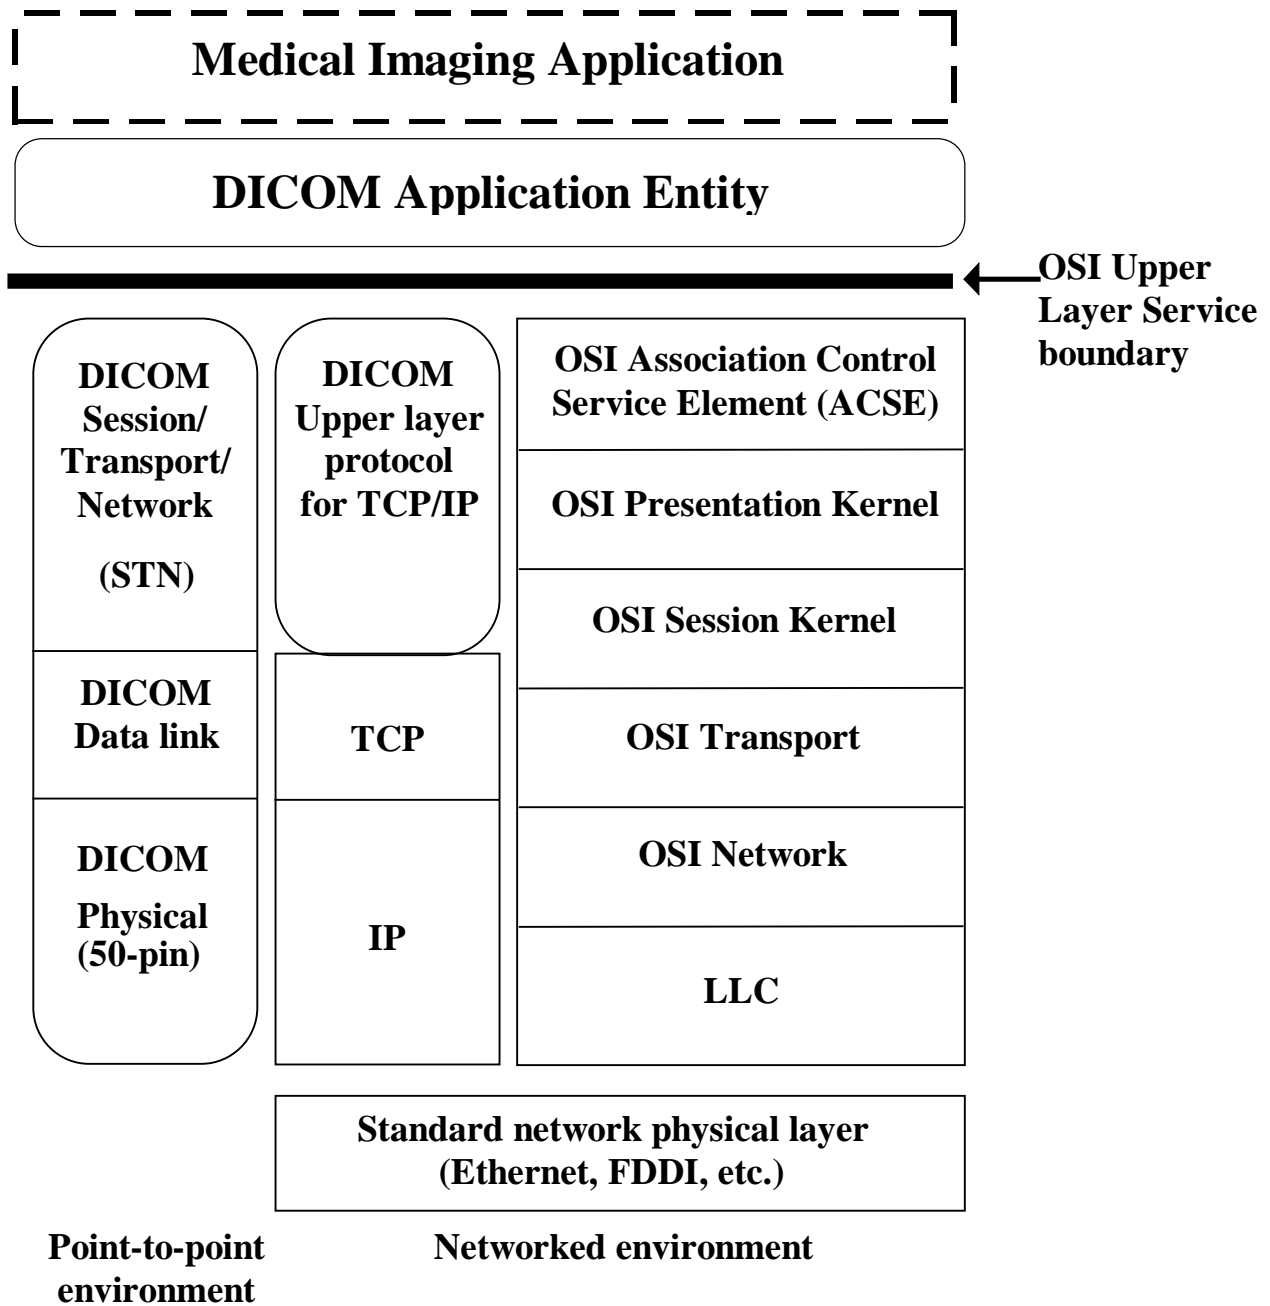 Medical Imaging Application
DICOM Application Entity
OSI Upper
Layer Service
boundary
DICOM
Session/
Transport/
Network
(STN)
DICOM
Data link
DICOM
Physical
(50-pin)
DICOM
Upper layer
protocol
for TCP/IP
TCP
IP
OSI Association Control
Service Element (ACSE)
OSI Presentation Kernel
OSI Session Kernel
OSI Transport
OSI Network
LLC
Standard network physical layer
(Ethernet, FDDI, etc.)
Point-to-point
environment
Networked environment